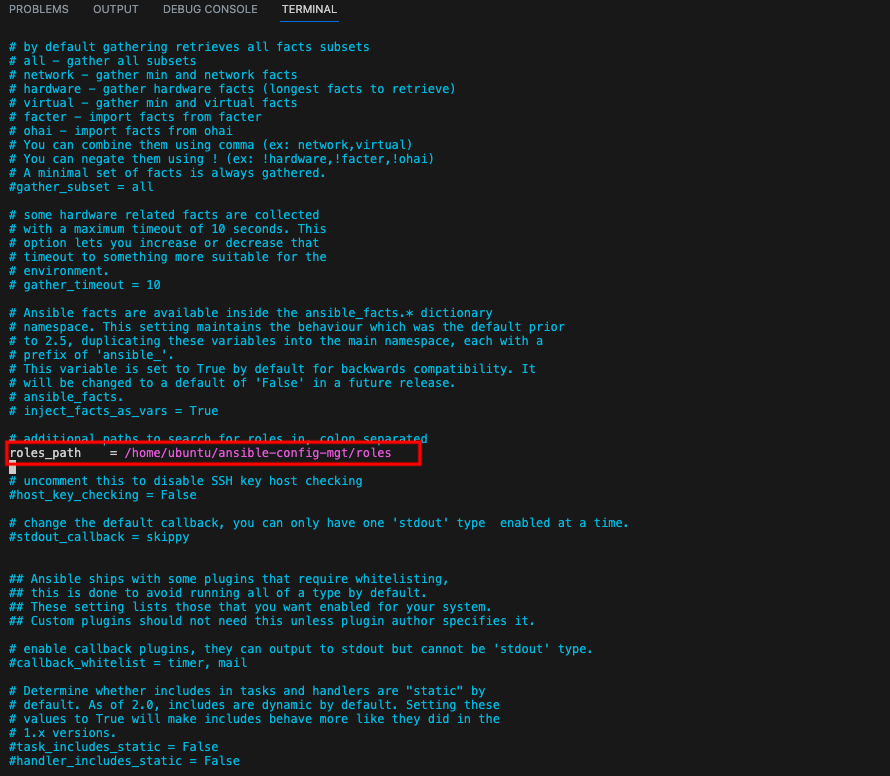 PROBLEMS OUTPUT DEBUG CONSOLE TERMINAL
# by default gathering retrieves all facts subsets
# all – gather all subsets
# network – gather min and network facts
# hardware – gather hardware facts (longest facts to retrieve)
# virtual – gather min and virtual facts
# facter – import facts from facter
# ohai – import facts from ohai
# You can combine them using comma (ex: network,virtual)
# You can negate them using ! (ex: !hardware,!facter,!ohai)
# A minimal set of facts is always gathered.
#gather_subset = all
# some hardware related facts are collected
# with a maximum timeout of 10 seconds. This
# option lets you increase or decrease that
# timeout to something more suitable for the
# environment.
# gather_timeout = 10
# Ansible facts are available inside the ansible_facts.* dictionary
# namespace. This setting maintains the behaviour which was the default prior
# to 2.5, duplicating these variables into the main namespace, each with a
# prefix of 'ansible_'.
# This variable is set to True by default for backwards compatibility. It
# will be changed to a default of 'False' in a future release.
# ansible_facts.
# inject_facts_as_vars = True
# additional paths to search for roles in, colon separated
roles_path    = /home/ubuntu/ansible-config-mgt/roles
# uncomment this to disable SSH key host checking
#host_key_checking = False
# change the default callback, you can only have one 'stdout' type  enabled at a time.
#stdout_callback = skippy
## Ansible ships with some plugins that require whitelisting,
## this is done to avoid running all of a type by default.
## These setting lists those that you want enabled for your system.
## Custom plugins should not need this unless plugin author specifies it.
# enable callback plugins, they can output to stdout but cannot be 'stdout' type.
#callback_whitelist = timer, mail
# Determine whether includes in tasks and handlers are "static" by
# default. As of 2.0, includes are dynamic by default. Setting these
# values to True will make includes behave more like they did in the
# 1.x versions.
#task_includes_static = False
#handler_includes_static = False